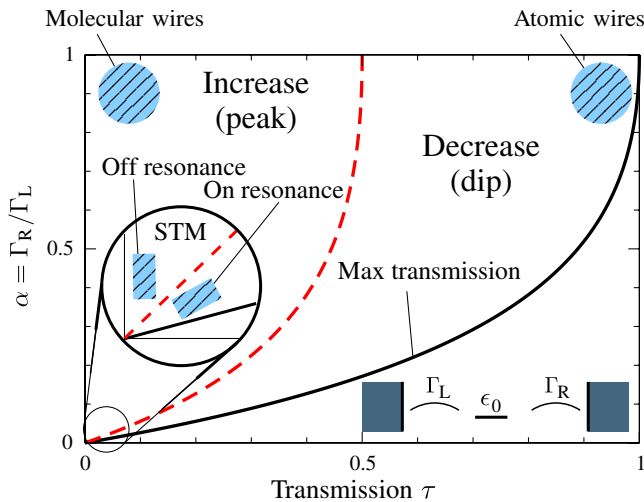 Molecular wires
Atomic wires
1
Increase
(peak)
Decrease
(dip)
Off resonance
On resonance
STM
0.5
α = Γ_R/Γ_L
Max transmission
Γ_L
ϵ_0
Γ_R
0
0
0.5
1
Transmission τ